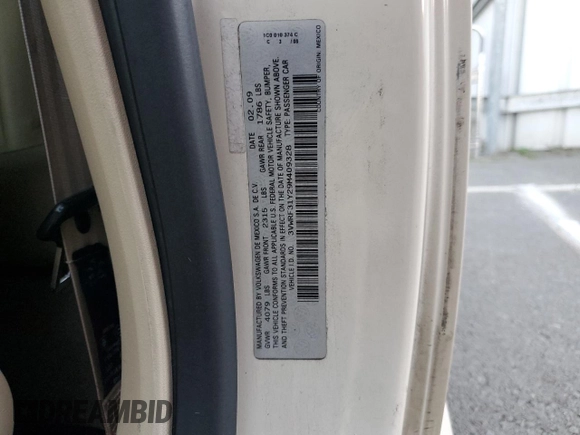 1C0 010 374 C
C 3 / 88
MANUFACTURED BY VOLKSWAGEN DE MEXICO S.A. DE C.V. DATE 02.09
GVWR 4079 LBS GAWR FRONT 2315 LBS GAWR REAR 1786 LBS
THIS VEHICLE CONFORMS TO ALL APPLICABLE U.S. FEDERAL MOTOR VEHICLE SAFETY, BUMPER,
AND THEFT PREVENTION STANDARDS IN EFFECT ON THE DATE OF MANUFACTURE SHOWN ABOVE.
VEHICLE I.D. NO. 3VWRF31Y29M409328 TYPE: PASSENGER CAR
COUNTRY OF ORIGIN: MEXICO
IDREAMBID